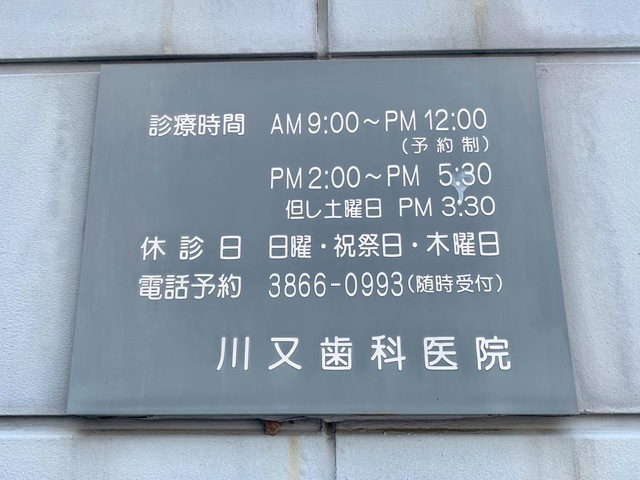 診療時間 AM 9:00～PM 12:00
(予約制)
PM 2:00～PM 5:30
但し土曜日 PM 3:30
休診日 日曜・祝祭日・木曜日
電話予約 3866-0993(随時受付)
川又歯科医院